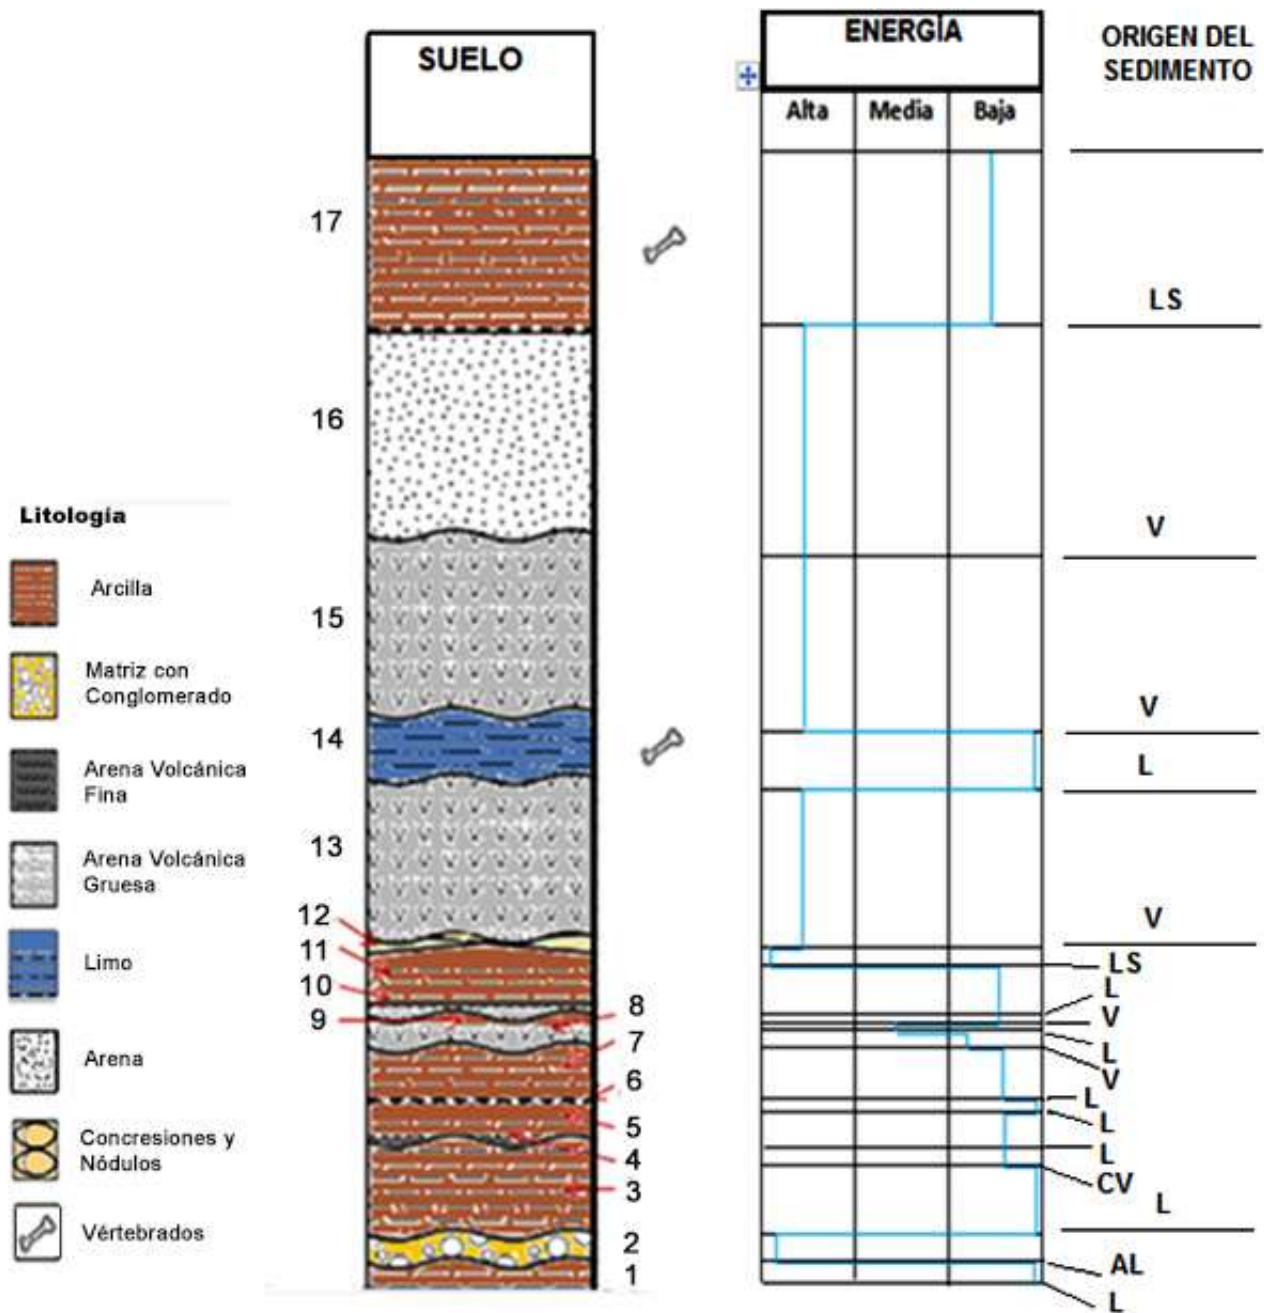 SUELO
17
16
15
14
13
12
11
10
9
8
7
6
5
4
3
2
1
Litología
Arcilla
Matriz con
Conglomerado
Arena Volcánica
Fina
Arena Volcánica
Gruesa
Limo
Arena
Concresiones y
Nódulos
Vértebrados
ENERGÍA
Alta
Media
Baja
ORIGEN DEL
SEDIMENTO
LS
V
V
L
V
LS
L
V
L
V
L
L
L
CV
L
AL
L